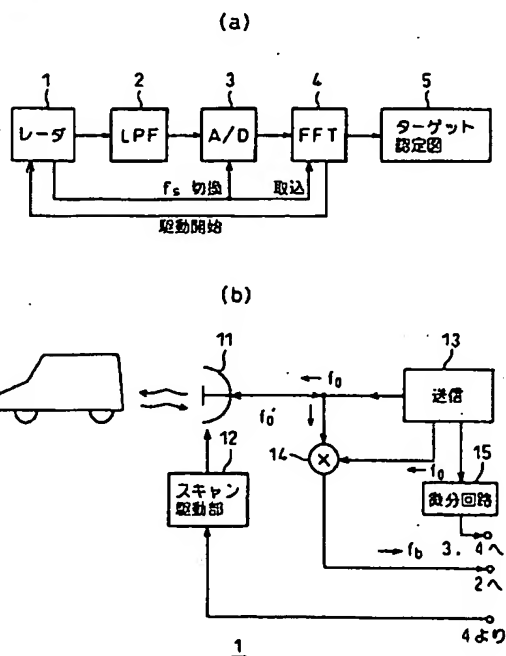 (a)
1
2
3
4
5
レーダ
LPF
A/D
FFT
ターゲット
認定図
fs 切換
取込
駆動開始
(b)
11
13
← f₀
送信
f₀'
12
14
×
← f₀
15
スキャン
駆動部
微分回路
→ fb
3. 4へ
2へ
4より
1